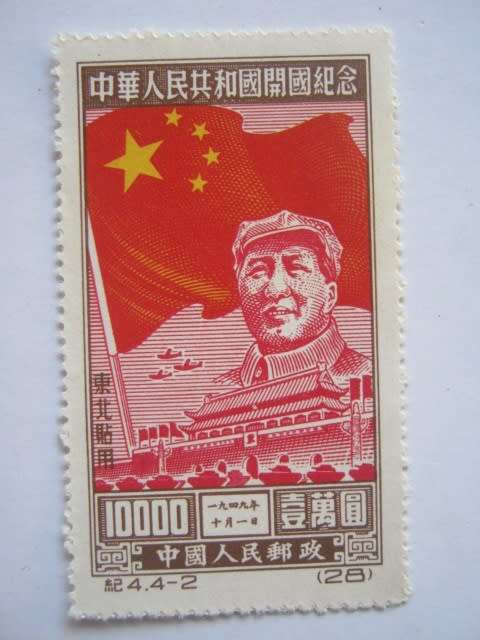 中華人民共和國開國紀念
東北貼用
10000
一九四九年
十月一日
壹萬圓
中國人民郵政
紀4.4-2
(28)